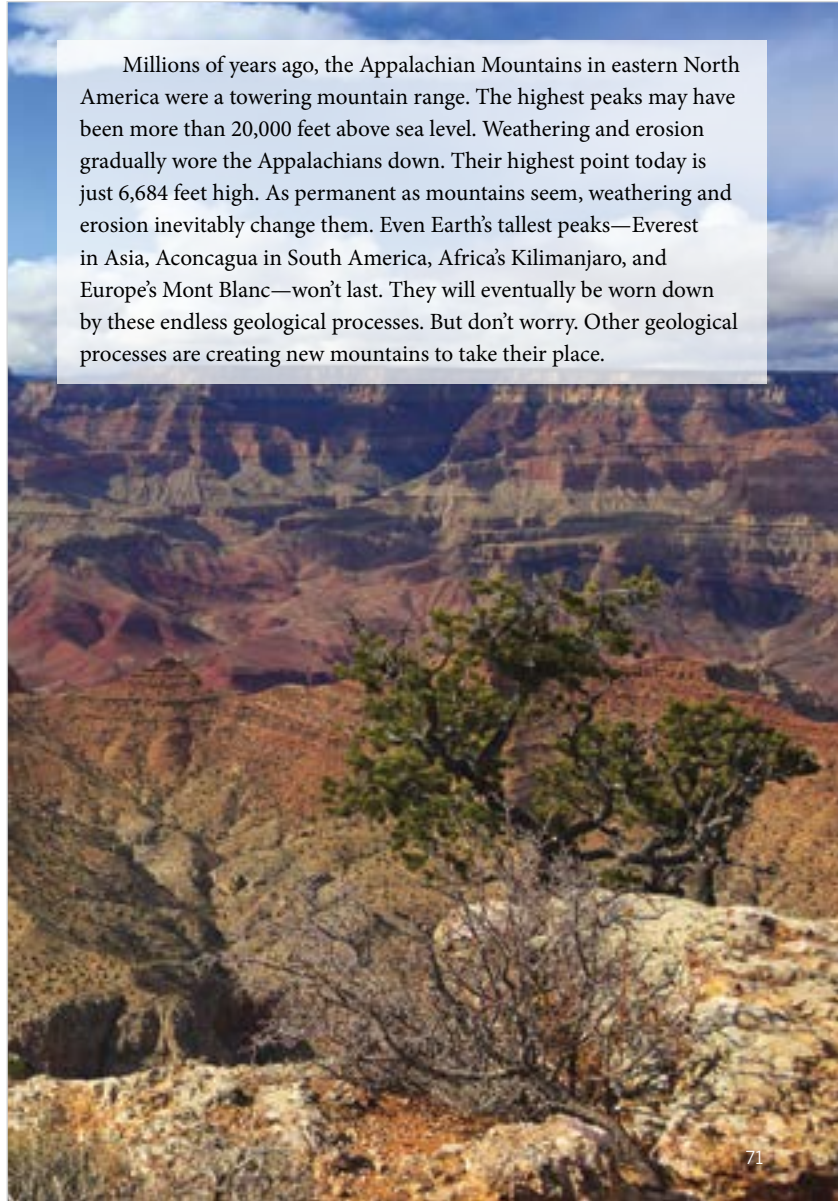 Millions of years ago, the Appalachian Mountains in eastern North
America were a towering mountain range. The highest peaks may have
been more than 20,000 feet above sea level. Weathering and erosion
gradually wore the Appalachians down. Their highest point today is
just 6,684 feet high. As permanent as mountains seem, weathering and
erosion inevitably change them. Even Earth’s tallest peaks—Everest
in Asia, Aconcagua in South America, Africa’s Kilimanjaro, and
Europe’s Mont Blanc—won’t last. They will eventually be worn down
by these endless geological processes. But don’t worry. Other geological
processes are creating new mountains to take their place.
71